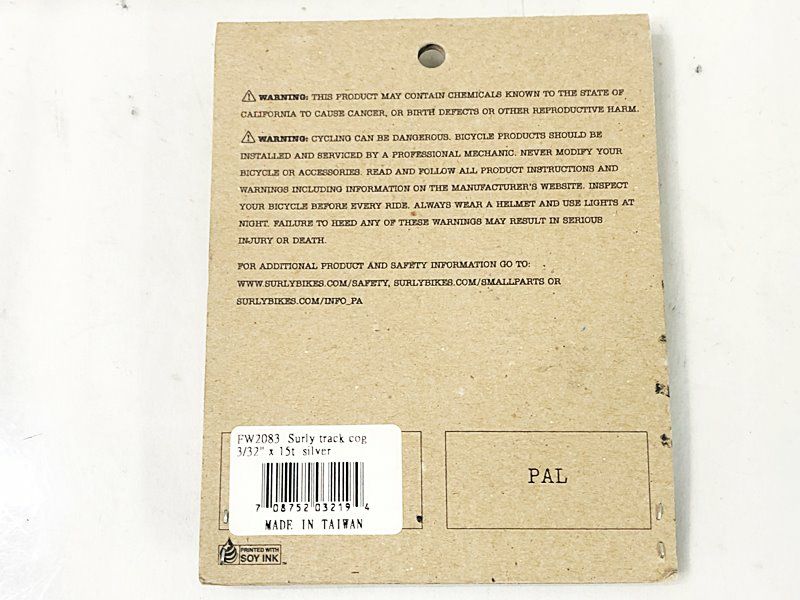 ⚠ WARNING: THIS PRODUCT MAY CONTAIN CHEMICALS KNOWN TO THE STATE OF
CALIFORNIA TO CAUSE CANCER, OR BIRTH DEFECTS OR OTHER REPRODUCTIVE HARM.
⚠ WARNING: CYCLING CAN BE DANGEROUS. BICYCLE PRODUCTS SHOULD BE
INSTALLED AND SERVICED BY A PROFESSIONAL MECHANIC. NEVER MODIFY YOUR
BICYCLE OR ACCESSORIES. READ AND FOLLOW ALL PRODUCT INSTRUCTIONS AND
WARNINGS INCLUDING INFORMATION ON THE MANUFACTURER'S WEBSITE. INSPECT
YOUR BICYCLE BEFORE EVERY RIDE. ALWAYS WEAR A HELMET AND USE LIGHTS AT
NIGHT. FAILURE TO HEED ANY OF THESE WARNINGS MAY RESULT IN SERIOUS
INJURY OR DEATH.
FOR ADDITIONAL PRODUCT AND SAFETY INFORMATION GO TO:
WWW.SURLYBIKES.COM/SAFETY, SURLYBIKES.COM/SMALLPARTS OR
SURLYBIKES.COM/INFO_PA
FW2083 Surly track cog
3/32" x 15t silver
7 08752 03219 4
MADE IN TAIWAN
PAL
PRINTED WITH
SOY INK™